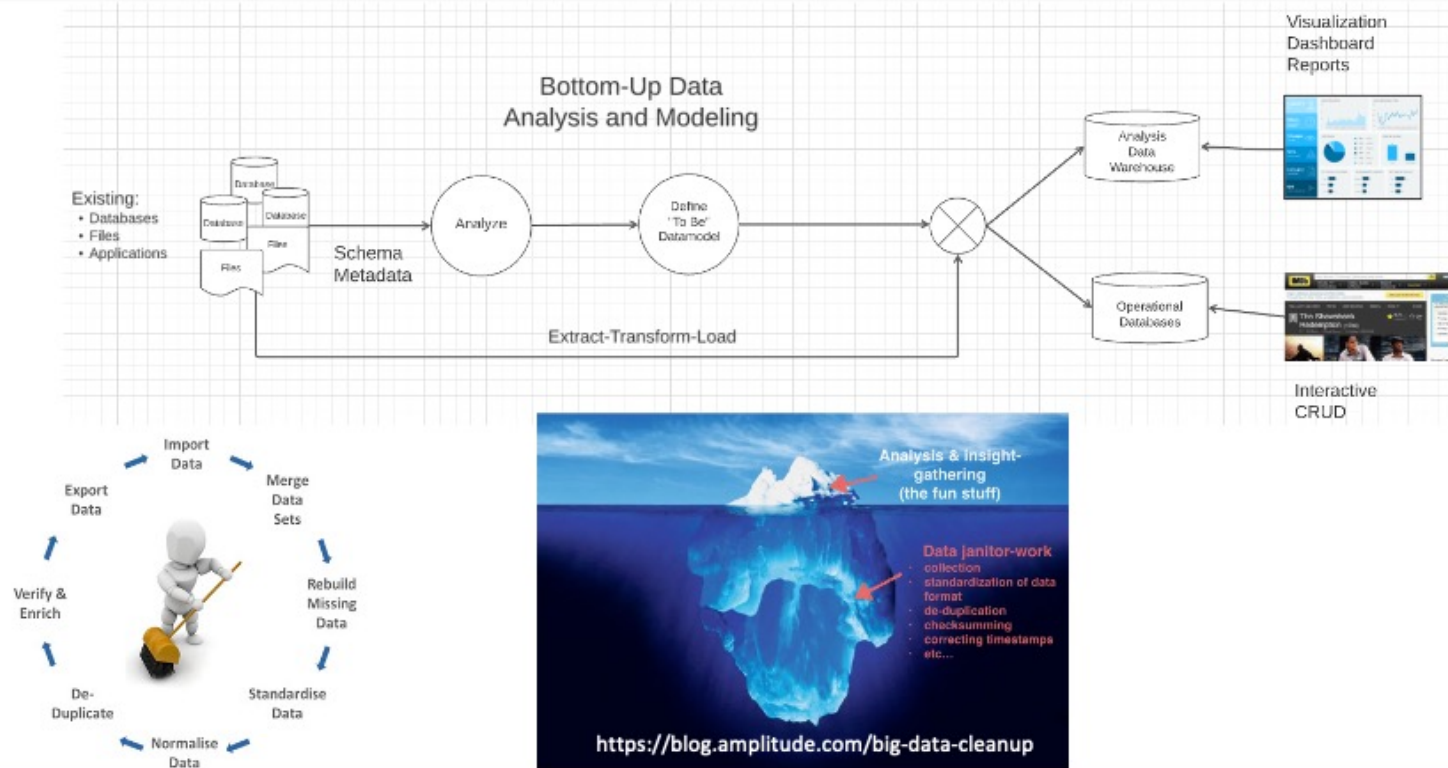 Visualization
Dashboard
Reports
Bottom-Up Data
Analysis and Modeling
Existing:
• Databases
• Files
• Applications
Database
Database
Database
Files
Files
Schema
Metadata
Analyze
Define
"To Be"
Datamodel
Extract-Transform-Load
Analysis
Data
Warehouse
Operational
Databases
The Shawshank
Redemption
Interactive
CRUD
Import
Data
Merge
Data
Sets
Rebuild
Missing
Data
Standardise
Data
Normalise
Data
De-
Duplicate
Verify &
Enrich
Export
Data
Analysis & insight-
gathering
(the fun stuff)
Data janitor-work
· collection
· standardization of data
format
· de-duplication
· checksumming
· correcting timestamps
· etc...
https://blog.amplitude.com/big-data-cleanup